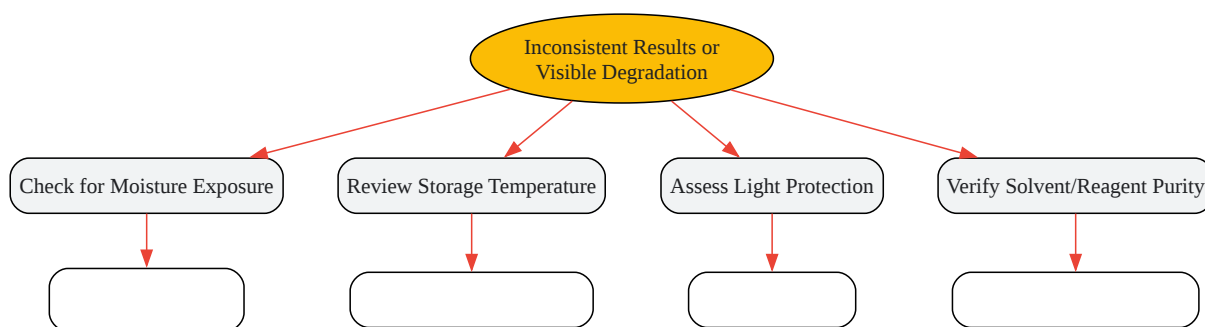 Inconsistent Results or
Visible Degradation
Check for Moisture Exposure
Review Storage Temperature
Assess Light Protection
Verify Solvent/Reagent Purity